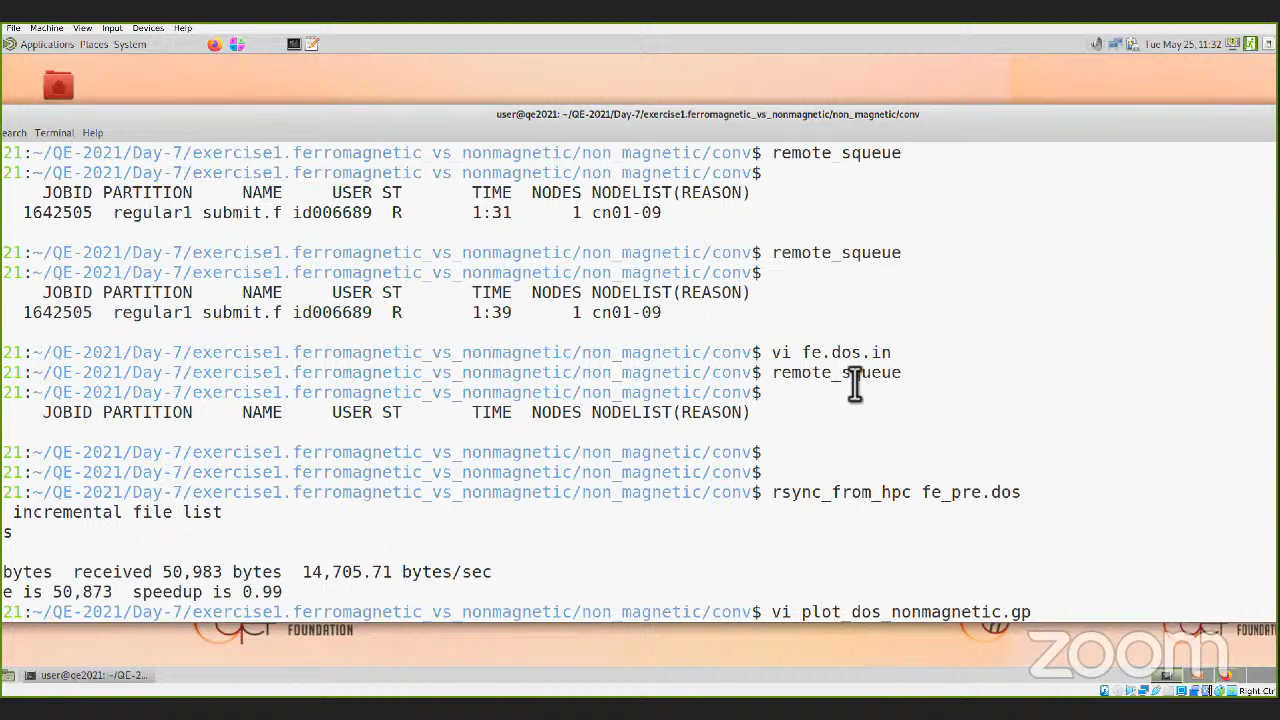 File Machine View Input Devices Help
Applications Places System Tue May 25, 11:32
user@qe2021: ~/QE-2021/Day-7/exercise1.ferromagnetic_vs_nonmagnetic/non_magnetic/conv
earch Terminal Help
21:~/QE-2021/Day-7/exercise1.ferromagnetic_vs_nonmagnetic/non_magnetic/conv$ remote_squeue
21:~/QE-2021/Day-7/exercise1.ferromagnetic_vs_nonmagnetic/non_magnetic/conv$
JOBID PARTITION NAME USER ST TIME NODES NODELIST(REASON)
1642505 regular1 submit.f id006689 R 1:31 1 cn01-09
21:~/QE-2021/Day-7/exercise1.ferromagnetic_vs_nonmagnetic/non_magnetic/conv$ remote_squeue
21:~/QE-2021/Day-7/exercise1.ferromagnetic_vs_nonmagnetic/non_magnetic/conv$
JOBID PARTITION NAME USER ST TIME NODES NODELIST(REASON)
1642505 regular1 submit.f id006689 R 1:39 1 cn01-09
21:~/QE-2021/Day-7/exercise1.ferromagnetic_vs_nonmagnetic/non_magnetic/conv$ vi fe.dos.in
21:~/QE-2021/Day-7/exercise1.ferromagnetic_vs_nonmagnetic/non_magnetic/conv$ remote_squeue
21:~/QE-2021/Day-7/exercise1.ferromagnetic_vs_nonmagnetic/non_magnetic/conv$
JOBID PARTITION NAME USER ST TIME NODES NODELIST(REASON)
21:~/QE-2021/Day-7/exercise1.ferromagnetic_vs_nonmagnetic/non_magnetic/conv$
21:~/QE-2021/Day-7/exercise1.ferromagnetic_vs_nonmagnetic/non_magnetic/conv$
21:~/QE-2021/Day-7/exercise1.ferromagnetic_vs_nonmagnetic/non_magnetic/conv$ rsync_from_hpc fe_pre.dos
incremental file list
s
bytes received 50,983 bytes 14,705.71 bytes/sec
e is 50,873 speedup is 0.99
21:~/QE-2021/Day-7/exercise1.ferromagnetic_vs_nonmagnetic/non_magnetic/conv$ vi plot_dos_nonmagnetic.gp
FOUNDATION FOUND
zoom
user@qe2021: ~/QE-2...
Right Ctr